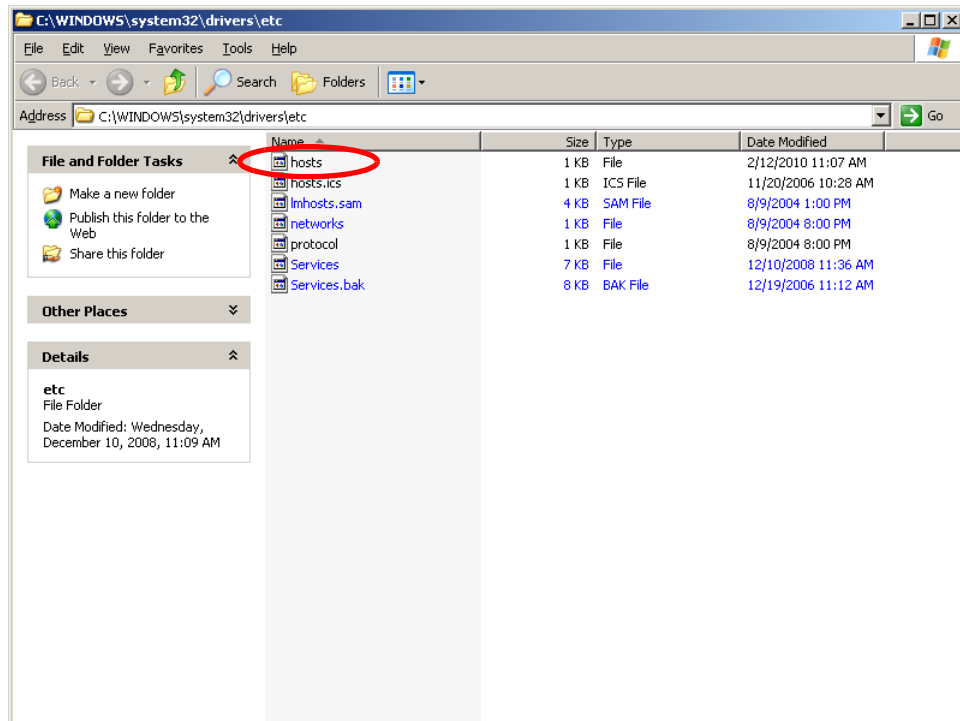 C:\WINDOWS\system32\drivers\etc
File Edit View Favorites Tools Help
Back Search Folders
Address C:\WINDOWS\system32\drivers\etc Go
File and Folder Tasks
Make a new folder
Publish this folder to the
Web
Share this folder
Other Places
Details
etc
File Folder
Date Modified: Wednesday,
December 10, 2008, 11:09 AM
Name Size Type Date Modified
hosts 1 KB File 2/12/2010 11:07 AM
hosts.ics 1 KB ICS File 11/20/2006 10:28 AM
lmhosts.sam 4 KB SAM File 8/9/2004 1:00 PM
networks 1 KB File 8/9/2004 8:00 PM
protocol 1 KB File 8/9/2004 8:00 PM
Services 7 KB File 12/10/2008 11:36 AM
Services.bak 8 KB BAK File 12/19/2006 11:12 AM